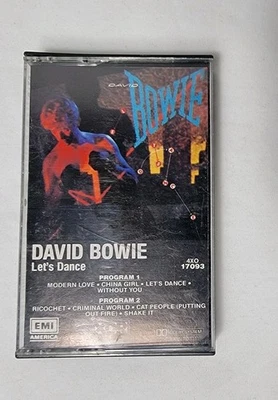 DAVID
BOWIE
DAVID BOWIE
Let's Dance
4XO
17093
PROGRAM 1
MODERN LOVE • CHINA GIRL • LET'S DANCE •
WITHOUT YOU
PROGRAM 2
RICOCHET • CRIMINAL WORLD • CAT PEOPLE (PUTTING
OUT FIRE) • SHAKE IT
EMI
AMERICA